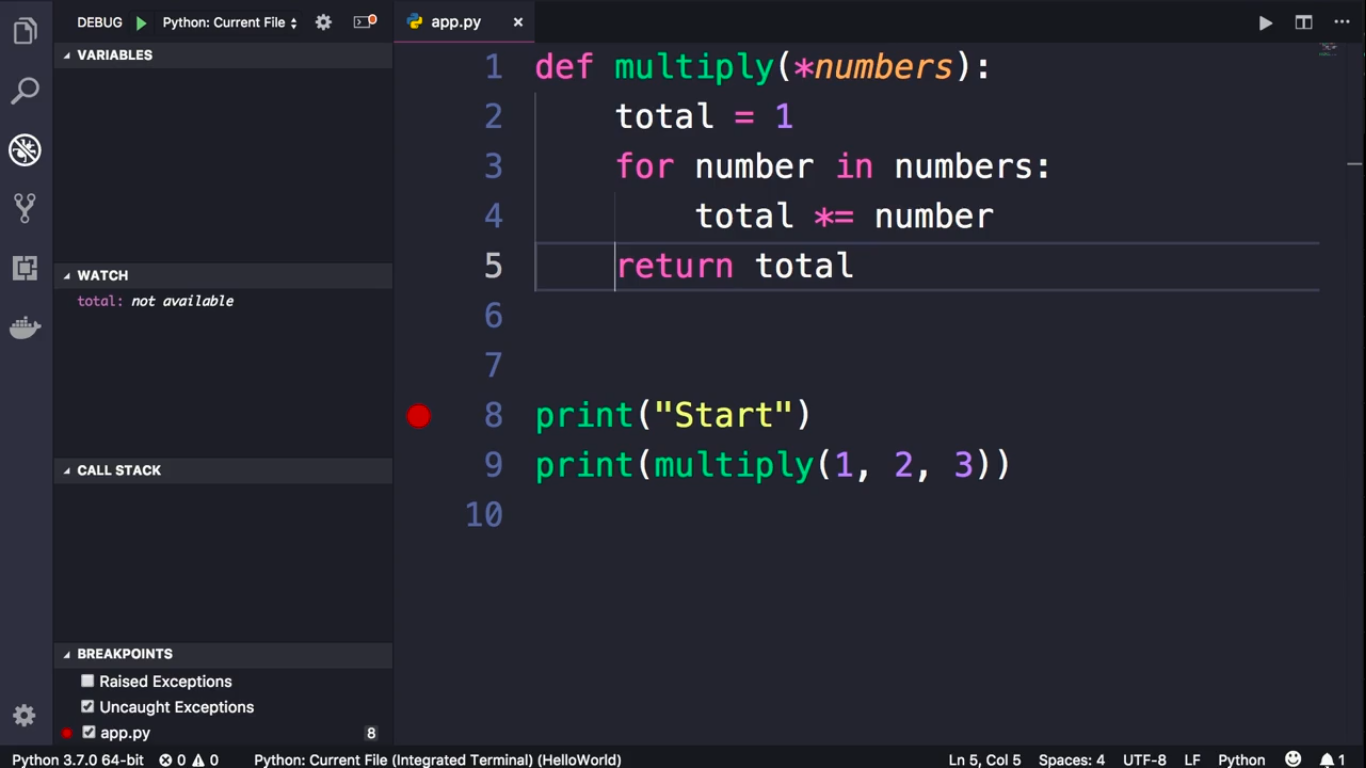 DEBUG Python: Current File
VARIABLES
WATCH
total: not available
CALL STACK
BREAKPOINTS
Raised Exceptions
Uncaught Exceptions
app.py 8
app.py ×
1 def multiply(*numbers):
2     total = 1
3     for number in numbers:
4         total *= number
5     return total
6
7
8 print("Start")
9 print(multiply(1, 2, 3))
10
Python 3.7.0 64-bit 0 0 Python: Current File (Integrated Terminal) (HelloWorld) Ln 5, Col 5 Spaces: 4 UTF-8 LF Python 1